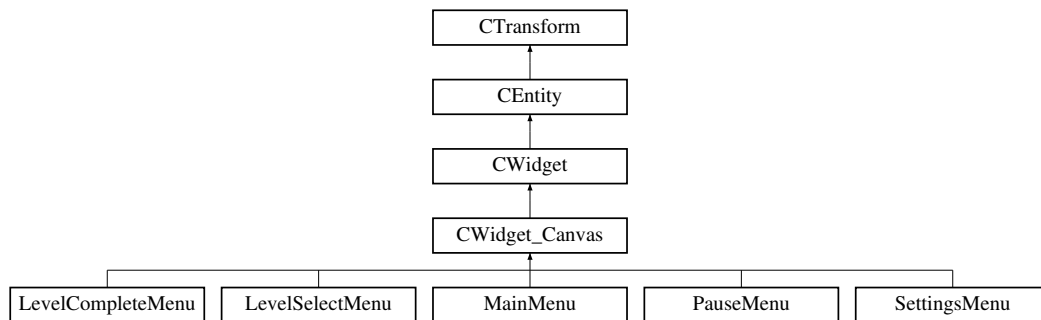 CTransform
CEntity
CWidget
CWidget_Canvas
LevelCompleteMenu LevelSelectMenu MainMenu PauseMenu SettingsMenu